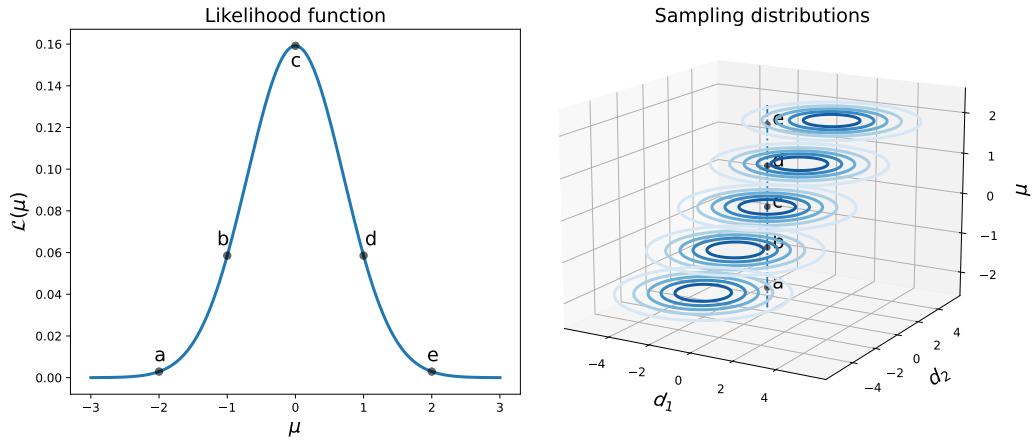 Likelihood function
0.16
0.14
0.12
0.10
0.08
0.06
0.04
0.02
0.00
ℒ(μ)
c
b
d
a
e
−3
−2
−1
0
1
2
3
μ
Sampling distributions
e
d
c
b
a
2
1
0
−1
−2
μ
−4
−2
0
2
4
d₁
−4
−2
0
2
4
d₂